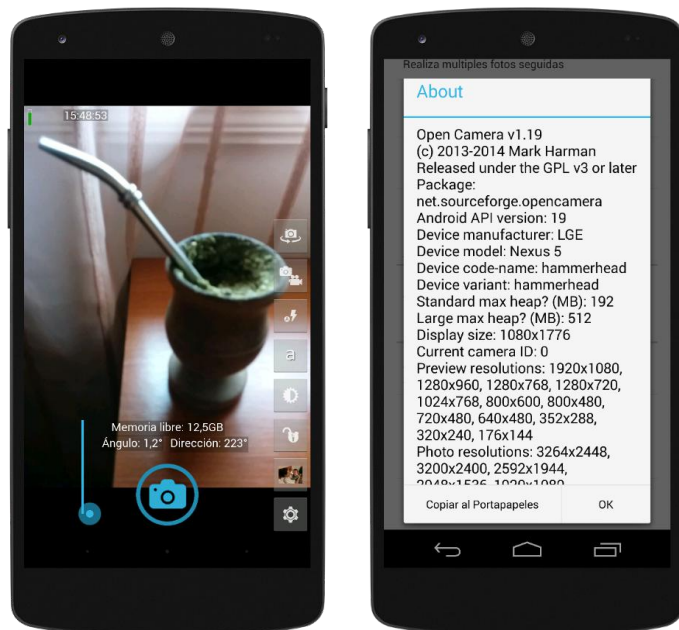 15:48:53
a
Memoria libre: 12,5GB
Ángulo: 1,2° Dirección: 223°
Realiza multiples fotos seguidas
About
Open Camera v1.19
(c) 2013-2014 Mark Harman
Released under the GPL v3 or later
Package:
net.sourceforge.opencamera
Android API version: 19
Device manufacturer: LGE
Device model: Nexus 5
Device code-name: hammerhead
Device variant: hammerhead
Standard max heap? (MB): 192
Large max heap? (MB): 512
Display size: 1080x1776
Current camera ID: 0
Preview resolutions: 1920x1080,
1280x960, 1280x768, 1280x720,
1024x768, 800x600, 800x480,
720x480, 640x480, 352x288,
320x240, 176x144
Photo resolutions: 3264x2448,
3200x2400, 2592x1944,
2048x1536, 1920x1080
Copiar al Portapapeles OK